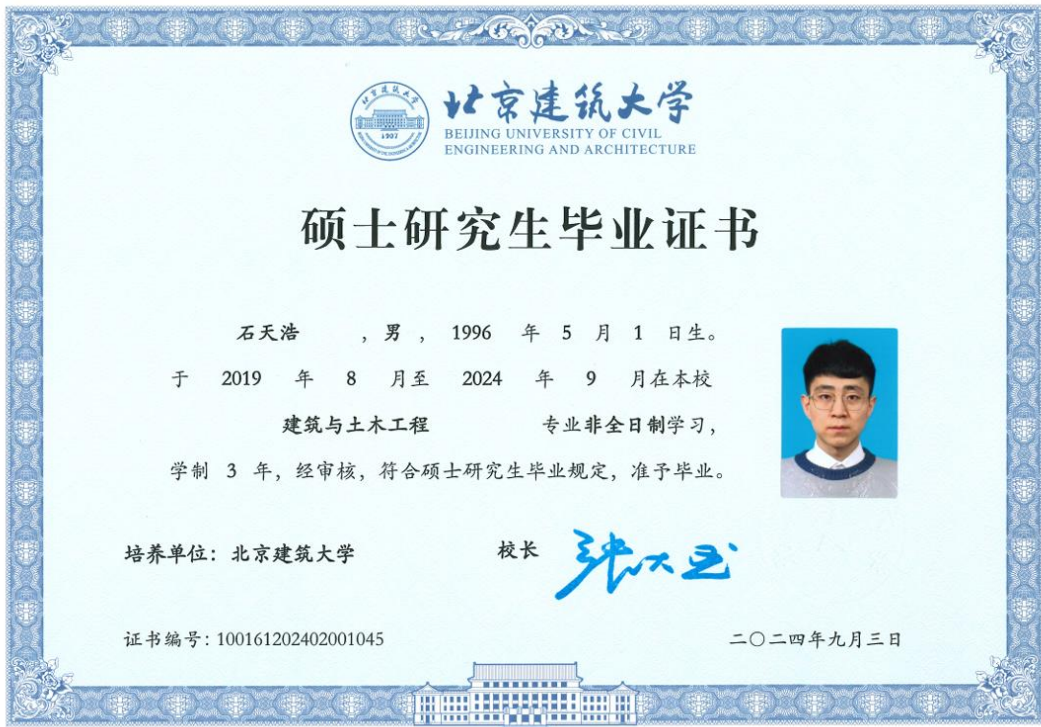 北京建筑大学
BEIJING UNIVERSITY OF CIVIL
ENGINEERING AND ARCHITECTURE
1907
硕士研究生毕业证书
石天浩 ，男， 1996 年 5 月 1 日生。
于 2019 年 8 月至 2024 年 9 月在本校
建筑与土木工程 专业非全日制学习，
学制 3 年，经审核，符合硕士研究生毕业规定，准予毕业。
培养单位：北京建筑大学
校长 张大玉
证书编号：100161202402001045
二〇二四年九月三日